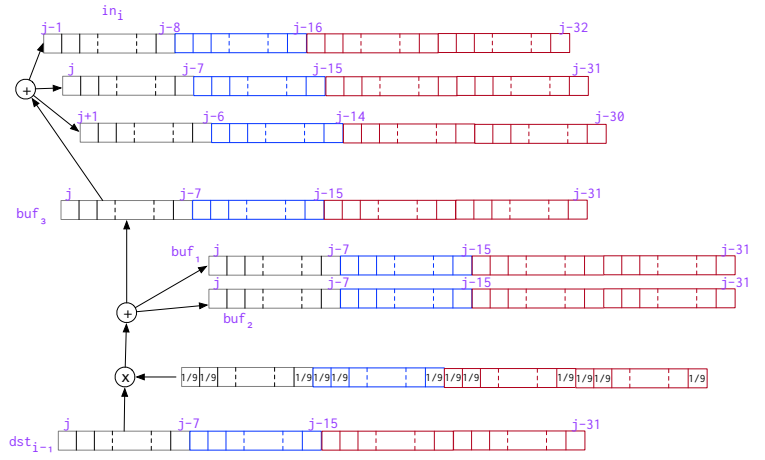 in_i
j-1 j-8 j-16 j-32
j j-7 j-15 j-31
+
j+1 j-6 j-14 j-30
j j-7 j-15 j-31
buf_3
buf_1 j j-7 j-15 j-31
j j-7 j-15 j-31
+
buf_2
x 1/9 1/9 1/9 1/9 1/9 1/9 1/9 1/9 1/9 1/9 1/9 1/9
j j-7 j-15 j-31
dst_i-1